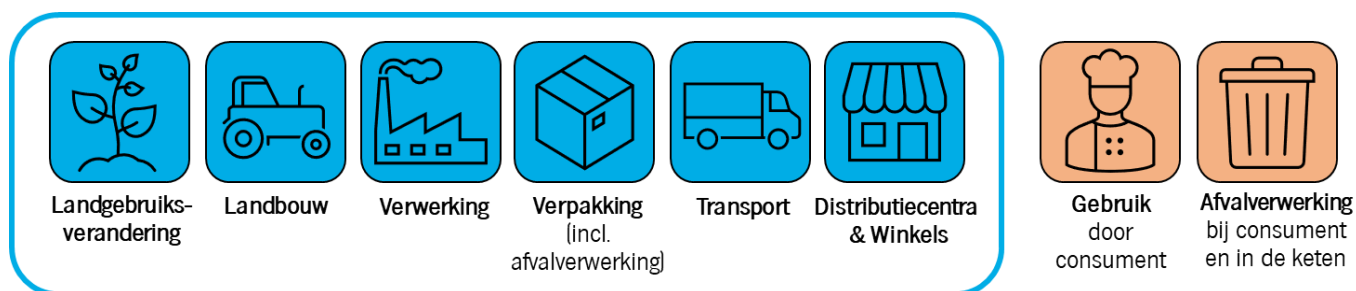 Landgebruiks-
verandering
Landbouw
Verwerking
Verpakking
(incl.
afvalverwerking)
Transport
Distributiecentra
& Winkels
Gebruik
door
consument
Afvalverwerking
bij consument
en in de keten